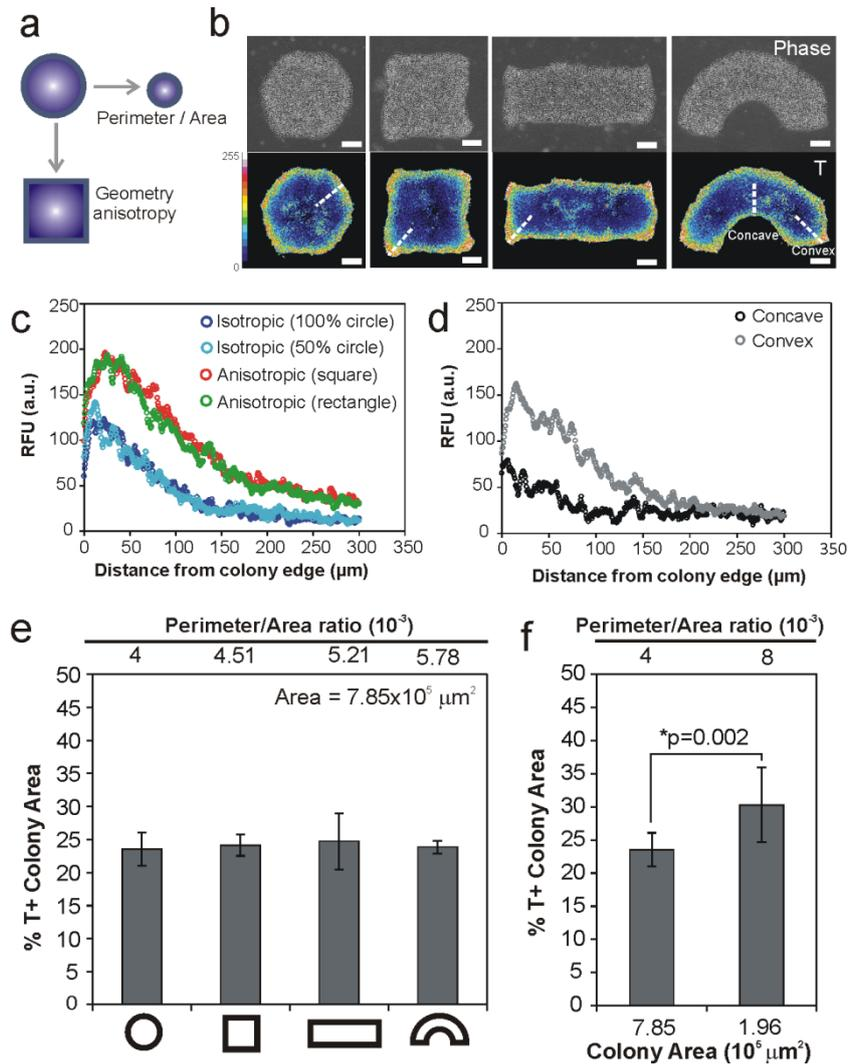 a
Perimeter / Area
Geometry
anisotropy
b
Phase
255
0
T
Concave
Convex
c
250
200
150
100
50
0
RFU (a.u.)
Isotropic (100% circle)
Isotropic (50% circle)
Anisotropic (square)
Anisotropic (rectangle)
0 50 100 150 200 250 300 350
Distance from colony edge (µm)
d
250
200
150
100
50
0
RFU (a.u.)
Concave
Convex
0 50 100 150 200 250 300 350
Distance from colony edge (µm)
e
Perimeter/Area ratio (10⁻³)
4 4.51 5.21 5.78
Area = 7.85x10⁵ µm²
50
45
40
35
30
25
20
15
10
5
0
% T+ Colony Area
f
Perimeter/Area ratio (10⁻³)
4 8
50
45
40
35
30
25
20
15
10
5
0
% T+ Colony Area
*p=0.002
7.85 1.96
Colony Area (10⁵ µm²)